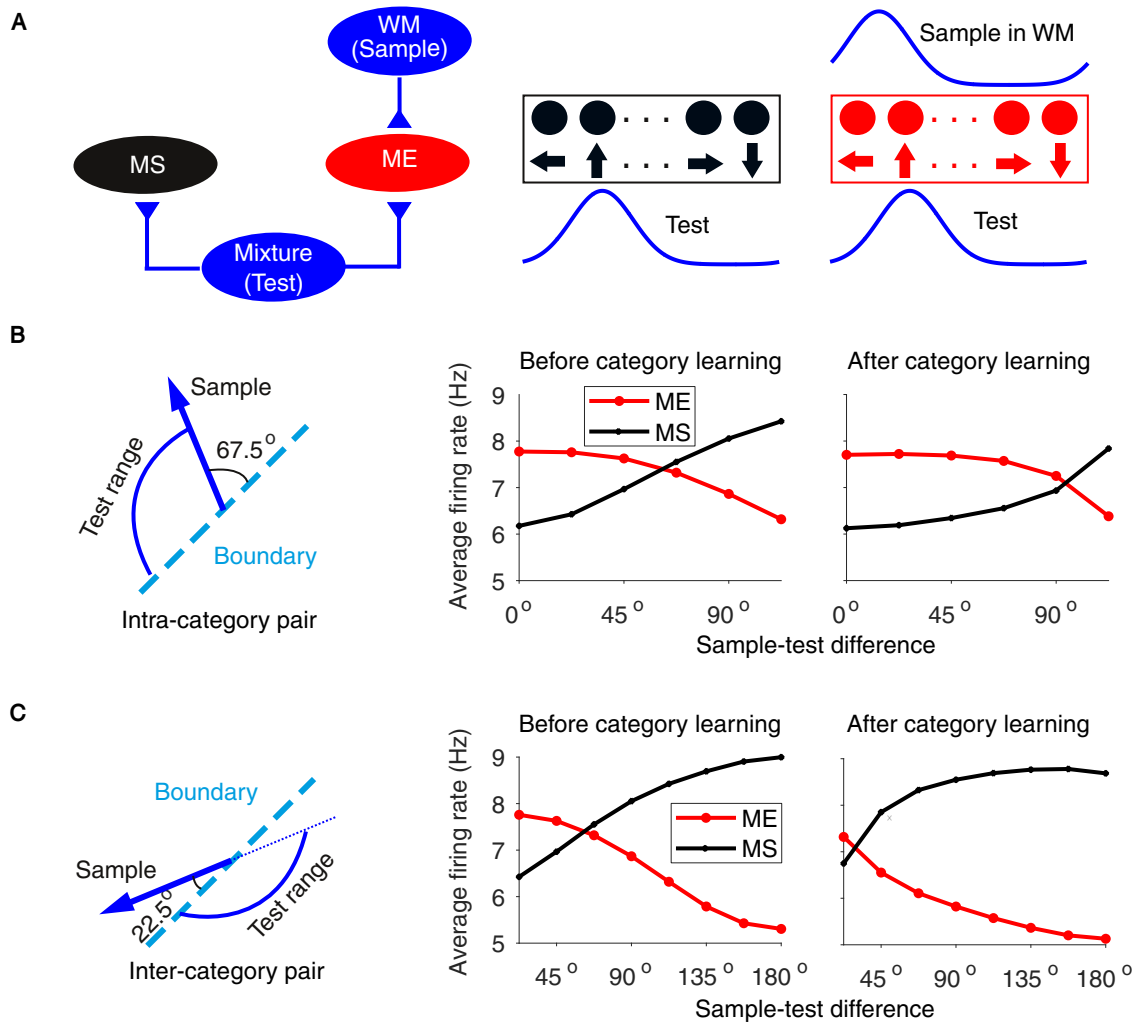 A
WM
(Sample)
MS
ME
Mixture
(Test)
Test
Sample in WM
Test
B
Sample
67.5°
Test range
Boundary
Intra-category pair
Before category learning
After category learning
Average firing rate (Hz)
9
8
7
6
5
ME
MS
0° 45° 90°
0° 45° 90°
Sample-test difference
C
Boundary
Sample
22.5°
Test range
Inter-category pair
Before category learning
After category learning
Average firing rate (Hz)
9
8
7
6
5
ME
MS
45° 90° 135° 180°
45° 90° 135° 180°
Sample-test difference